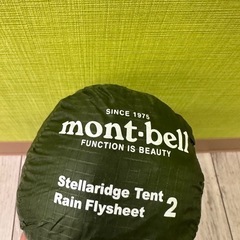 SINCE 1975
mont·bell
FUNCTION IS BEAUTY
Stellaridge Tent 2
Rain Flysheet